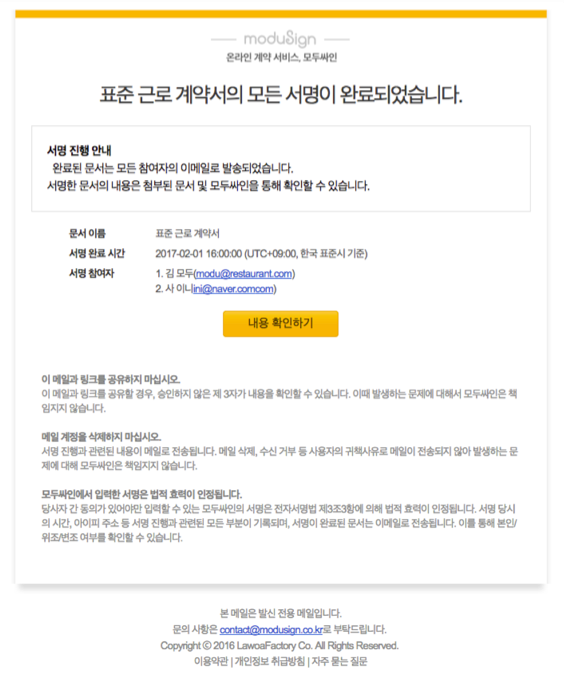 moduSign
온라인 계약 서비스, 모두싸인
표준 근로 계약서의 모든 서명이 완료되었습니다.
서명 진행 안내
완료된 문서는 모든 참여자의 이메일로 발송되었습니다.
서명한 문서의 내용은 첨부된 문서 및 모두싸인을 통해 확인할 수 있습니다.
문서 이름 표준 근로 계약서
서명 완료 시간 2017-02-01 16:00:00 (UTC+09:00, 한국 표준시 기준)
서명 참여자 1. 김 모두(modu@restaurant.com)
2. 사 이니ini@naver.comcom)
내용 확인하기
이 메일과 링크를 공유하지 마십시오.
이 메일과 링크를 공유할 경우, 승인하지 않은 제 3자가 내용을 확인할 수 있습니다. 이때 발생하는 문제에 대해서 모두싸인은 책
임지지 않습니다.
메일 계정을 삭제하지 마십시오.
서명 진행과 관련된 내용이 메일로 전송됩니다. 메일 삭제, 수신 거부 등 사용자의 귀책사유로 메일이 전송되지 않아 발생하는 문
제에 대해 모두싸인은 책임지지 않습니다.
모두싸인에서 입력한 서명은 법적 효력이 인정됩니다.
당사자 간 동의가 있어야만 입력할 수 있는 모두싸인의 서명은 전자서명법 제3조3항에 의해 법적 효력이 인정됩니다. 서명 당시
의 시간, 아이피 주소 등 서명 진행과 관련된 모든 부분이 기록되며, 서명이 완료된 문서는 이메일로 전송됩니다. 이를 통해 본인/
위조/변조 여부를 확인할 수 있습니다.
본 메일은 발신 전용 메일입니다.
문의 사항은 contact@modusign.co.kr로 부탁드립니다.
Copyright ⓒ 2016 LawoaFactory Co. All Rights Reserved.
이용약관 | 개인정보 취급방침 | 자주 묻는 질문